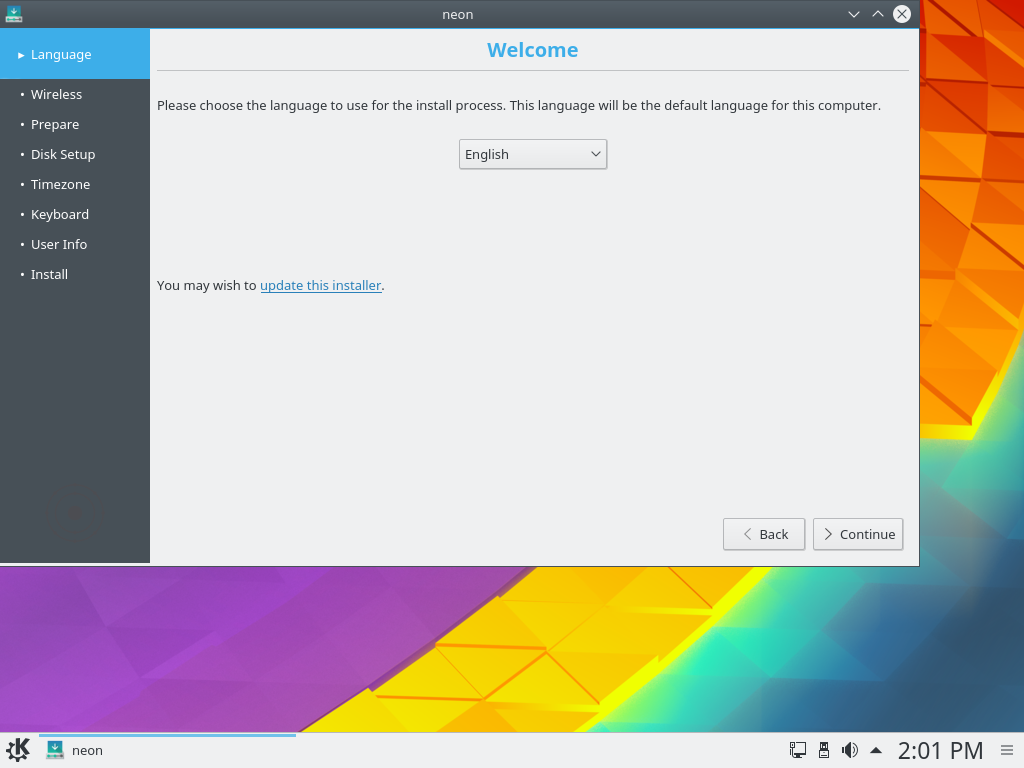 neon
Language
Wireless
Prepare
Disk Setup
Timezone
Keyboard
User Info
Install
Welcome
Please choose the language to use for the install process. This language will be the default language for this computer.
English
You may wish to update this installer.
Back
Continue
neon
2:01 PM